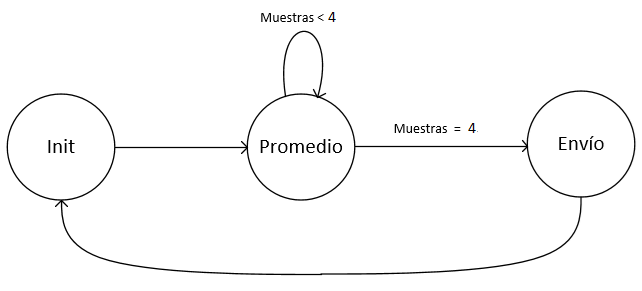 Muestras < 4
Init
Promedio
Muestras = 4
Envío